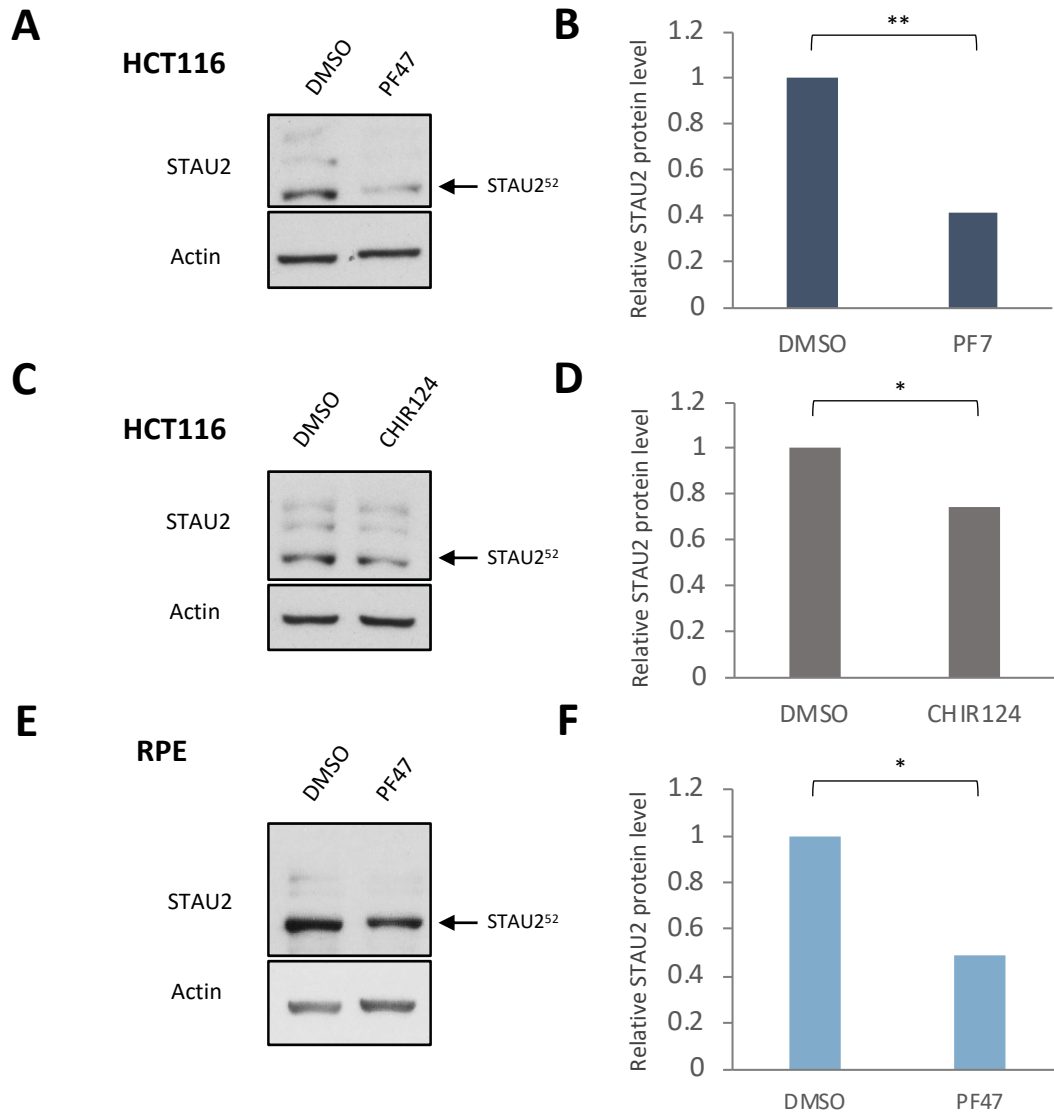 A
HCT116
DMSO
PF47
STAU2
STAU2⁵²
Actin
B
**
Relative STAU2 protein level
1.2
1
0.8
0.6
0.4
0.2
0
DMSO
PF7
C
HCT116
DMSO
CHIR124
STAU2
STAU2⁵²
Actin
D
*
Relative STAU2 protein level
1.2
1
0.8
0.6
0.4
0.2
0
DMSO
CHIR124
E
RPE
DMSO
PF47
STAU2
STAU2⁵²
Actin
F
*
Relative STAU2 protein level
1.2
1
0.8
0.6
0.4
0.2
0
DMSO
PF47